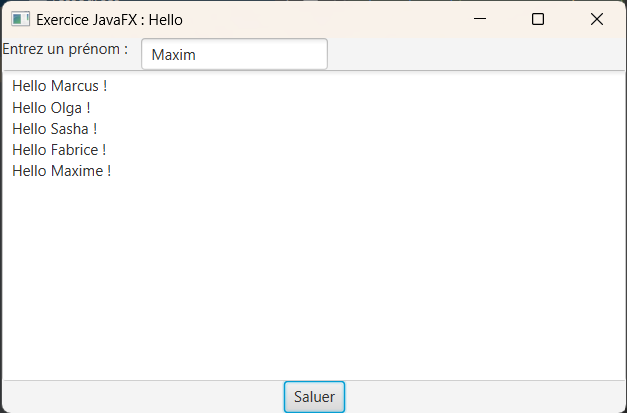 Exercice JavaFX : Hello
Entrez un prénom : Maxim
Hello Marcus !
Hello Olga !
Hello Sasha !
Hello Fabrice !
Hello Maxime !
Saluer